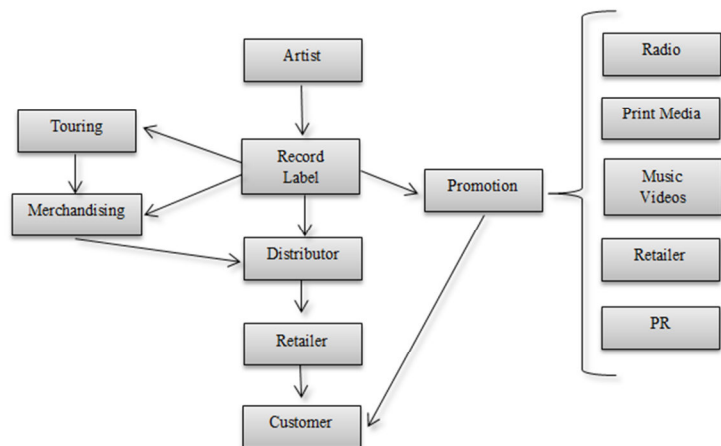 Artist
Touring
Record
Label
Merchandising
Promotion
Distributor
Retailer
Customer
Radio
Print Media
Music
Videos
Retailer
PR